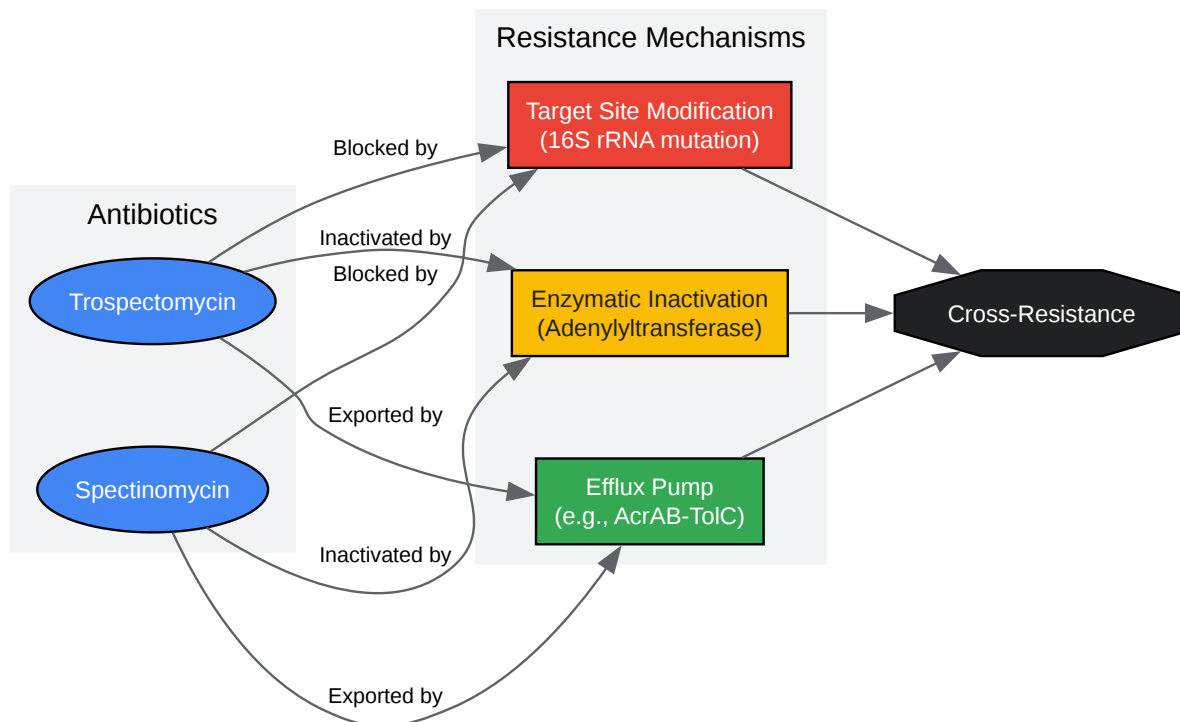 Resistance Mechanisms
Target Site Modification
(16S rRNA mutation)
Blocked by
Antibiotics
Inactivated by
Blocked by
Trospectomycin
Enzymatic Inactivation
(Adenylyltransferase)
Cross-Resistance
Exported by
Spectinomycin
Efflux Pump
(e.g., AcrAB-TolC)
Inactivated by
Exported by